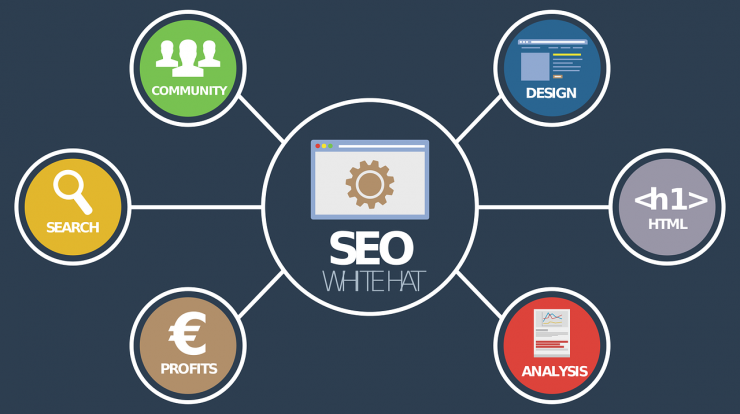 COMMUNITY
DESIGN
SEARCH
SEO
WHITE HAT
<h1>
HTML
€
PROFITS
ANALYSIS